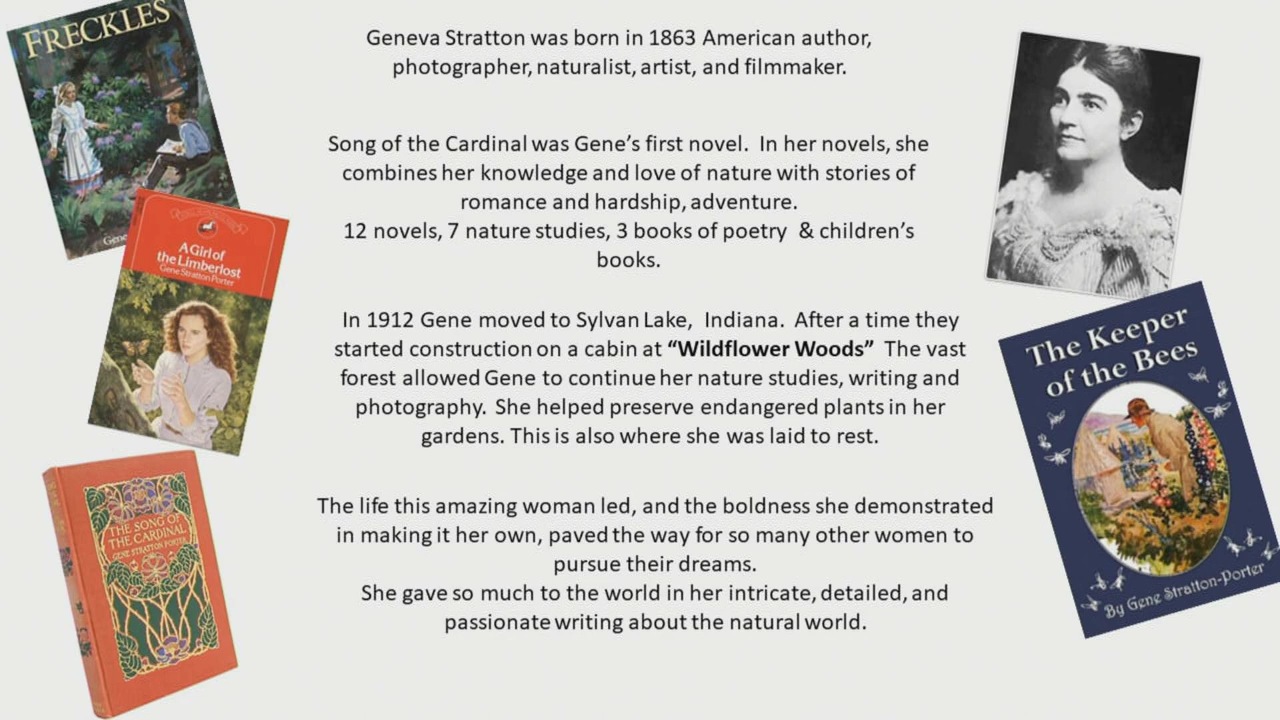 FRECKLES
Gene
A Girl of
the Limberlost
Gene Stratton Porter
THE SONG OF
THE CARDINAL
GENE STRATTON PORTER
Geneva Stratton was born in 1863 American author,
photographer, naturalist, artist, and filmmaker.
Song of the Cardinal was Gene’s first novel. In her novels, she
combines her knowledge and love of nature with stories of
romance and hardship, adventure.
12 novels, 7 nature studies, 3 books of poetry & children’s
books.
In 1912 Gene moved to Sylvan Lake, Indiana. After a time they
started construction on a cabin at “Wildflower Woods” The vast
forest allowed Gene to continue her nature studies, writing and
photography. She helped preserve endangered plants in her
gardens. This is also where she was laid to rest.
The life this amazing woman led, and the boldness she demonstrated
in making it her own, paved the way for so many other women to
pursue their dreams.
She gave so much to the world in her intricate, detailed, and
passionate writing about the natural world.
The Keeper
of the Bees
By Gene Stratton-Porter